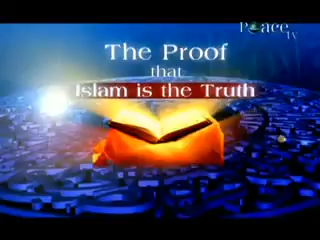 Peace
TV
The Proof
that
Islam is the Truth